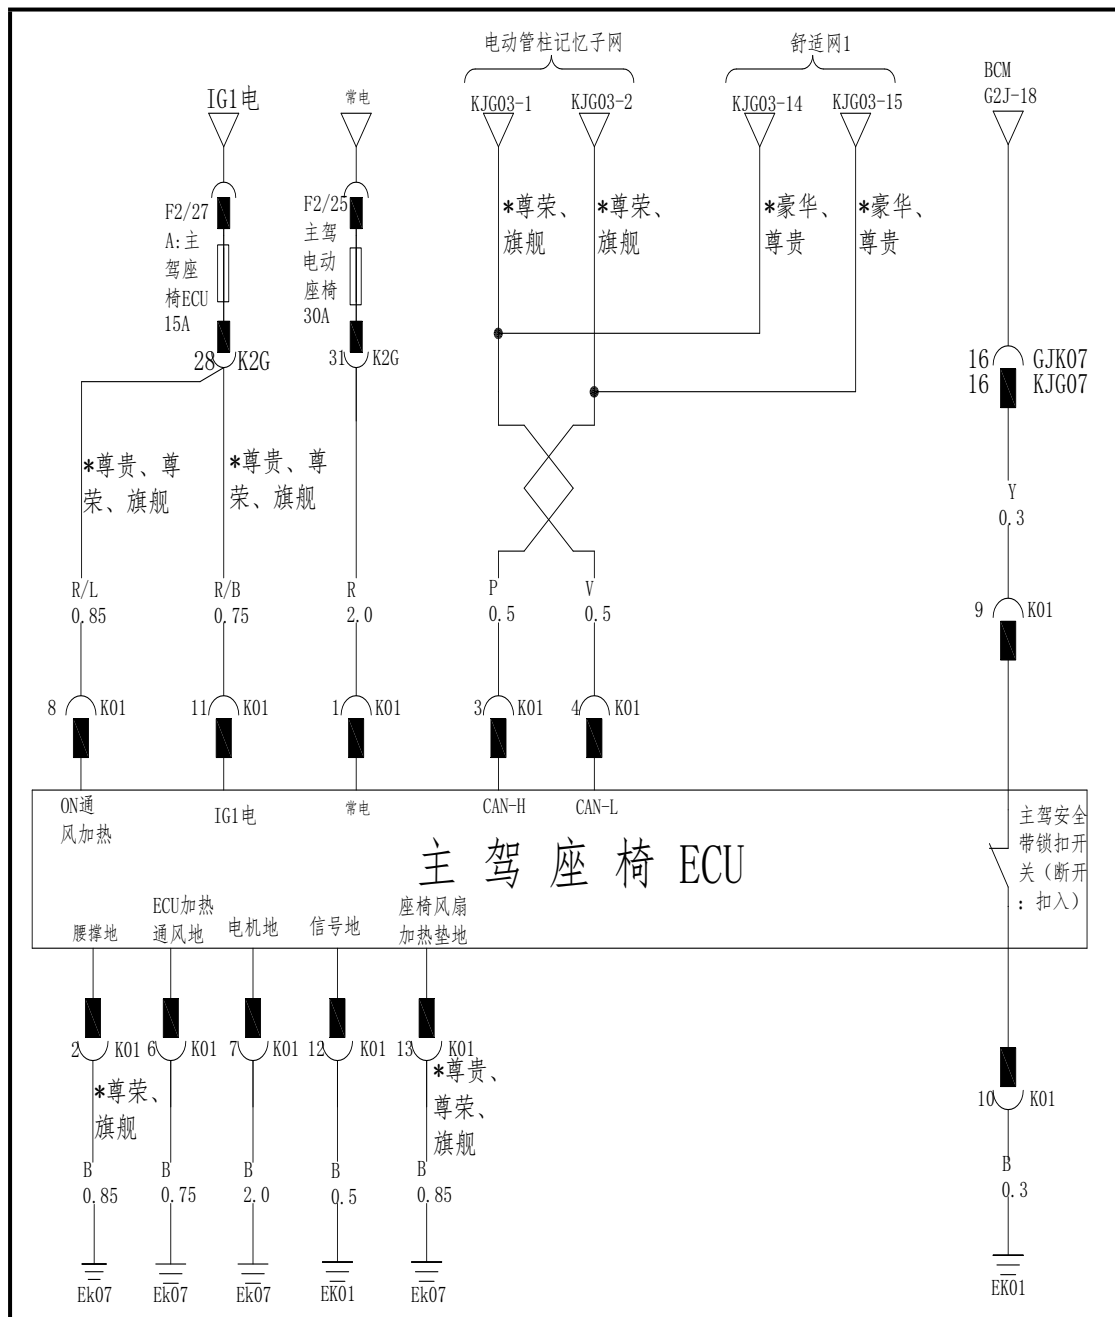 电动管柱记忆子网
舒适网1
BCM
G2J-18
IG1电
常电
KJG03-1
KJG03-2
KJG03-14
KJG03-15
F2/27
A:主
驾座
椅ECU
15A
F2/25
主驾
电动
座椅
30A
*尊荣、
旗舰
*尊荣、
旗舰
*豪华、
尊贵
*豪华、
尊贵
28 K2G
31 K2G
16 GJK07
16 KJG07
*尊贵、尊
荣、旗舰
*尊贵、尊
荣、旗舰
Y
0.3
R/L
0.85
R/B
0.75
R
2.0
P
0.5
V
0.5
9 K01
8 K01
11 K01
1 K01
3 K01
4 K01
ON通
风加热
IG1电
常电
CAN-H
CAN-L
主驾安全
带锁扣开
关（断开
：扣入）
主驾座椅ECU
腰撑地
ECU加热
通风地
电机地
信号地
座椅风扇
加热垫地
2 K01
6 K01
7 K01
12 K01
13 K01
*尊荣、
旗舰
*尊贵、
尊荣、
旗舰
10 K01
B
0.85
B
0.75
B
2.0
B
0.5
B
0.85
B
0.3
Ek07
Ek07
Ek07
EK01
Ek07
EK01